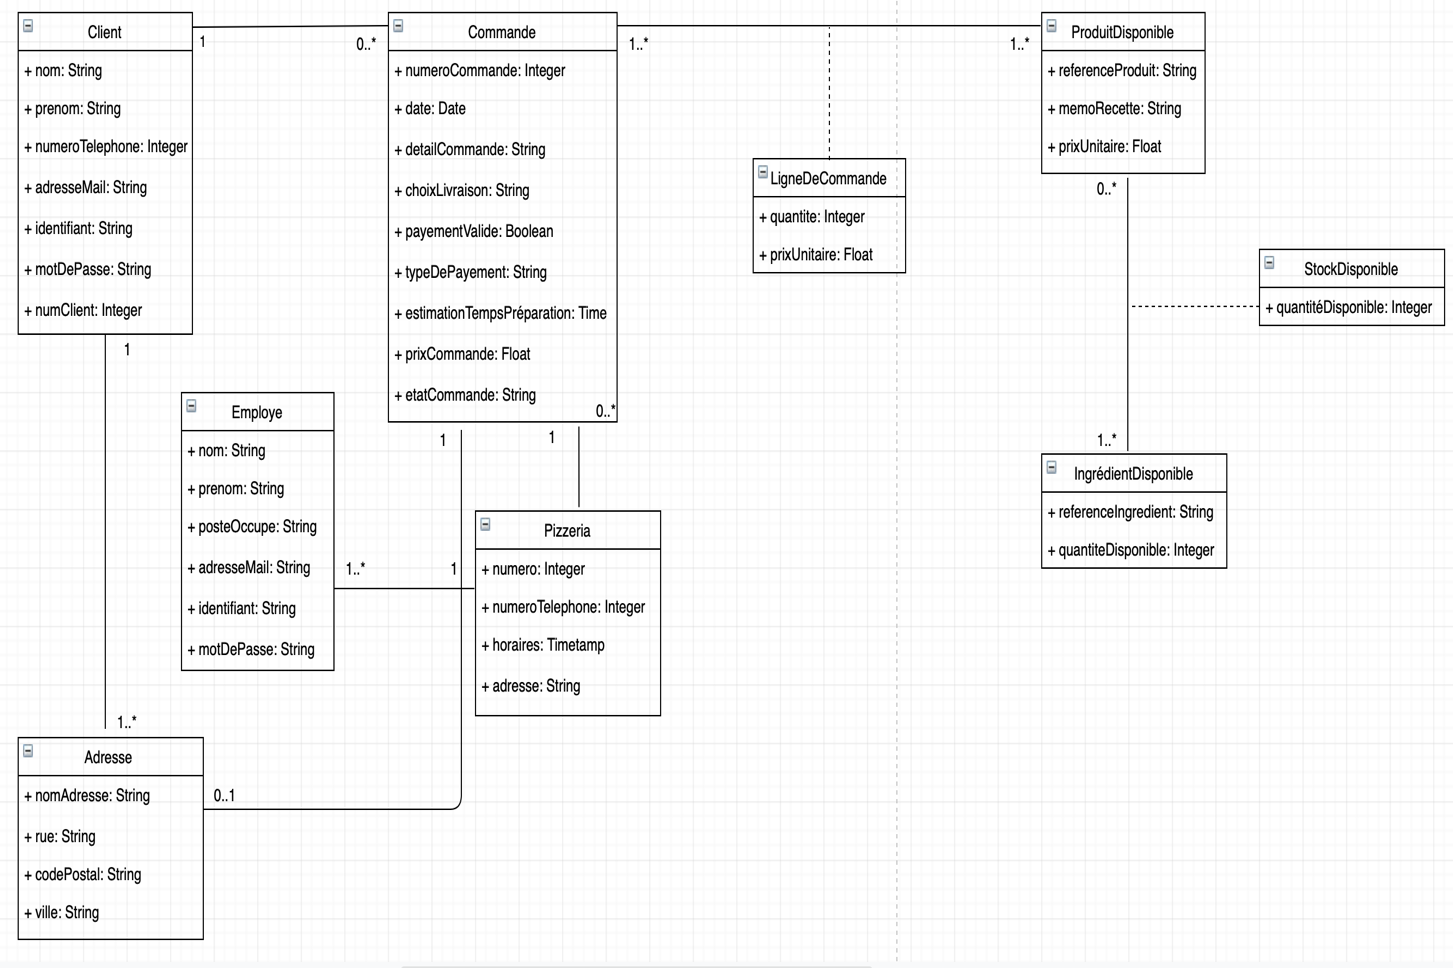 Client
+ nom: String
+ prenom: String
+ numeroTelephone: Integer
+ adresseMail: String
+ identifiant: String
+ motDePasse: String
+ numClient: Integer
1
0..*
Commande
+ numeroCommande: Integer
+ date: Date
+ detailCommande: String
+ choixLivraison: String
+ payementValide: Boolean
+ typeDePayement: String
+ estimationTempsPréparation: Time
+ prixCommande: Float
+ etatCommande: String
0..*
1..*
1..*
ProduitDisponible
+ referenceProduit: String
+ memoRecette: String
+ prixUnitaire: Float
LigneDeCommande
+ quantite: Integer
+ prixUnitaire: Float
0..*
StockDisponible
+ quantitéDisponible: Integer
1..*
IngrédientDisponible
+ referenceIngredient: String
+ quantiteDisponible: Integer
1
Employe
+ nom: String
+ prenom: String
+ posteOccupe: String
+ adresseMail: String
+ identifiant: String
+ motDePasse: String
1
1
1..*
1
Pizzeria
+ numero: Integer
+ numeroTelephone: Integer
+ horaires: Timetamp
+ adresse: String
1..*
Adresse
+ nomAdresse: String
+ rue: String
+ codePostal: String
+ ville: String
0..1